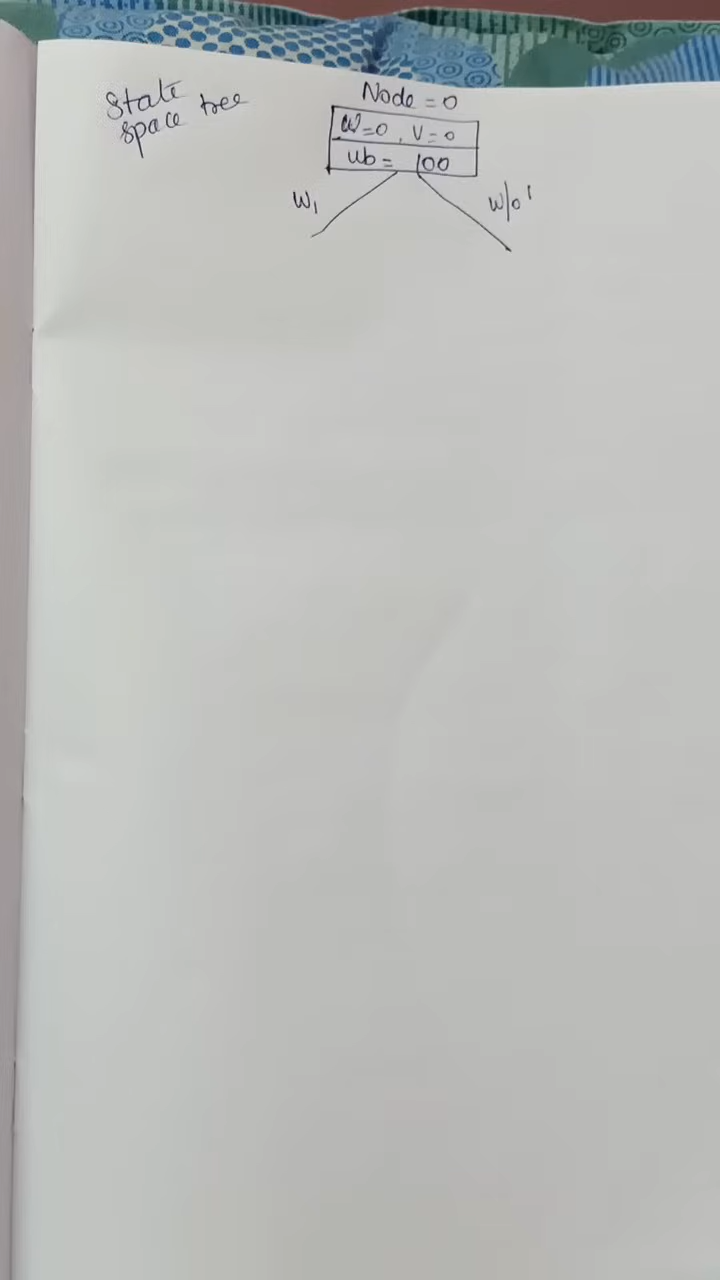 State
space tree
Node = 0
w=0, v=0
ub = 100
w1
w/o 1